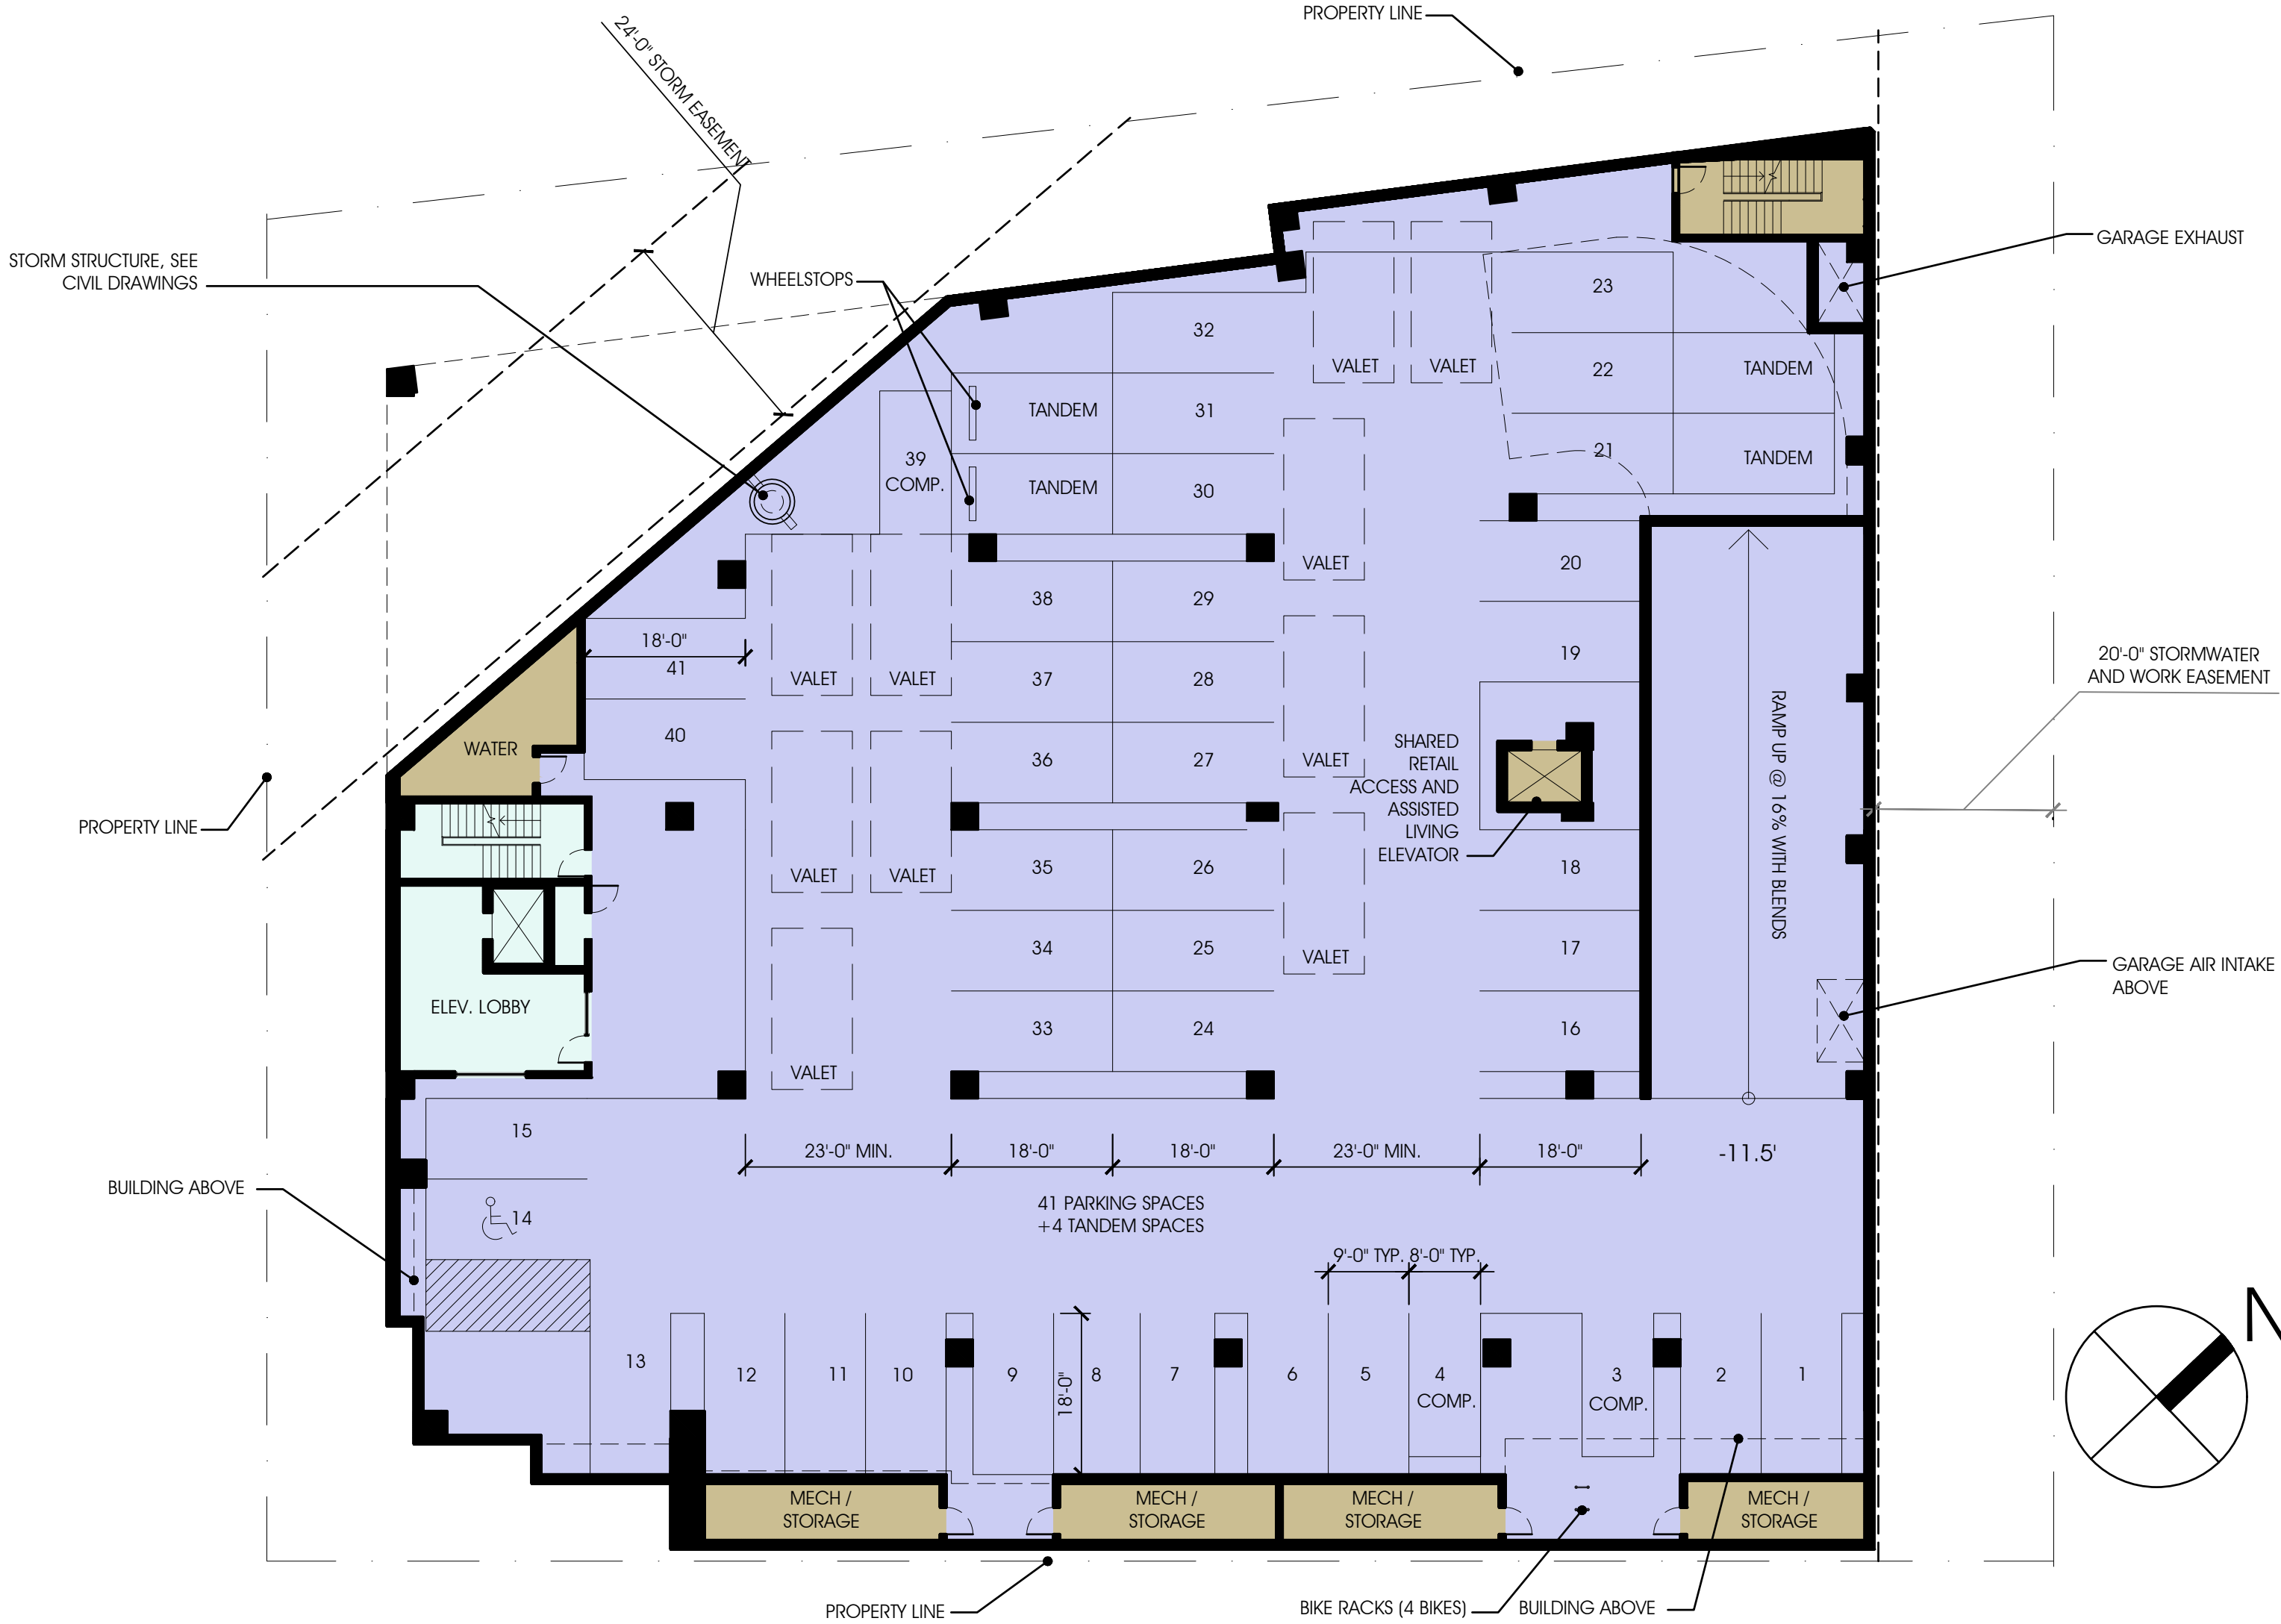 PROPERTY LINE
24'-0" STORM EASEMENT
GARAGE EXHAUST
STORM STRUCTURE, SEE
CIVIL DRAWINGS
WHEELSTOPS
23
32
VALET
VALET
22
TANDEM
TANDEM
31
39
COMP.
21
TANDEM
TANDEM
30
VALET
20
38
29
18'-0"
41
19
20'-0" STORMWATER
AND WORK EASEMENT
VALET
VALET
37
28
RAMP UP @ 16% WITH BLENDS
40
WATER
36
27
VALET
SHARED
RETAIL
ACCESS AND
ASSISTED
LIVING
ELEVATOR
PROPERTY LINE
35
26
18
VALET
VALET
34
25
VALET
17
GARAGE AIR INTAKE
ABOVE
ELEV. LOBBY
33
24
16
VALET
15
23'-0" MIN.
18'-0"
18'-0"
23'-0" MIN.
18'-0"
-11.5'
BUILDING ABOVE
41 PARKING SPACES
+4 TANDEM SPACES
14
9'-0" TYP.
8'-0" TYP.
N
13
12
11
10
9
18'-0"
8
7
6
5
4
COMP.
3
COMP.
2
1
MECH /
STORAGE
MECH /
STORAGE
MECH /
STORAGE
MECH /
STORAGE
PROPERTY LINE
BIKE RACKS (4 BIKES)
BUILDING ABOVE